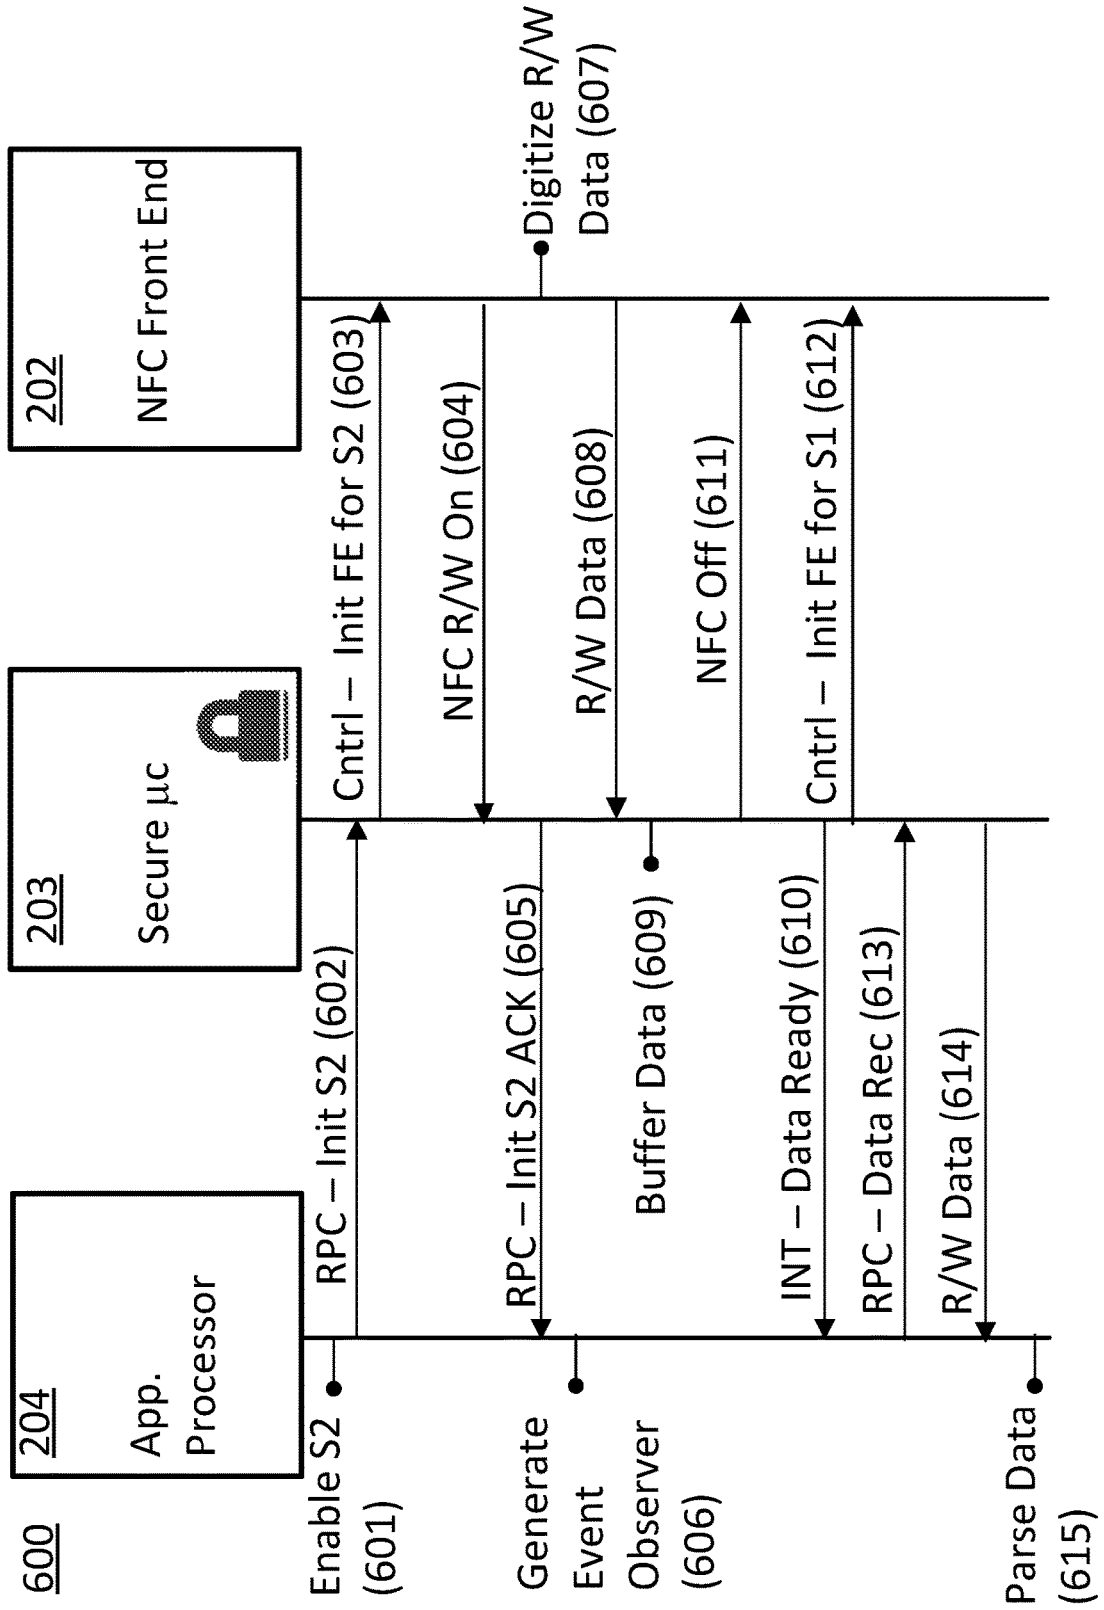 600
204
App.
Processor
203
Secure μc
202
NFC Front End
Enable S2
(601)
RPC – Init S2 (602)
Cntrl – Init FE for S2 (603)
NFC R/W On (604)
RPC – Init S2 ACK (605)
Generate
Event
Observer
(606)
Digitize R/W
Data (607)
R/W Data (608)
Buffer Data (609)
NFC Off (611)
INT – Data Ready (610)
Cntrl – Init FE for S1 (612)
RPC – Data Rec (613)
R/W Data (614)
Parse Data
(615)